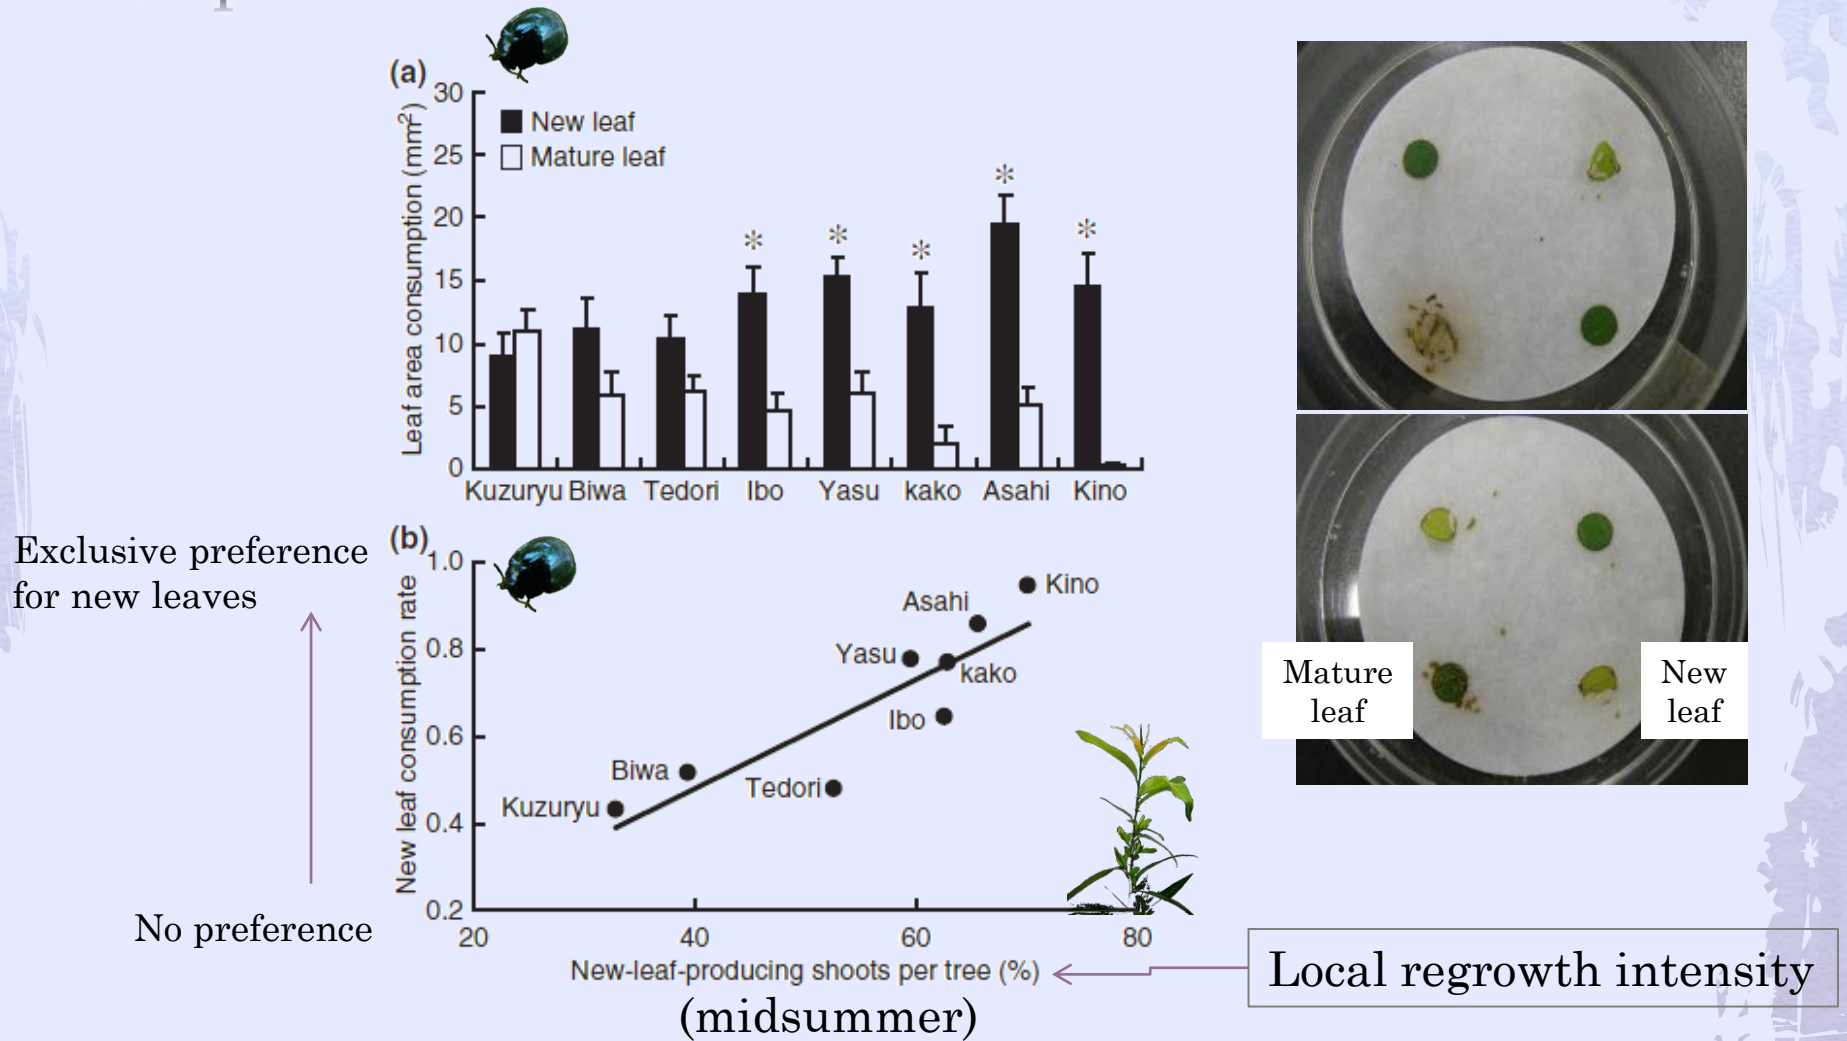 (a)
30
25
20
15
10
5
0
Leaf area consumption (mm²)
New leaf
Mature leaf
*
*
*
*
*
Kuzuryu Biwa Tedori Ibo Yasu kako Asahi Kino
Exclusive preference
for new leaves
No preference
(b)
1.0
0.8
0.6
0.4
0.2
New leaf consumption rate
Kino
Asahi
Yasu
kako
Ibo
Biwa
Tedori
Kuzuryu
20 40 60 80
New-leaf-producing shoots per tree (%)
(midsummer)
Mature
leaf
New
leaf
Local regrowth intensity